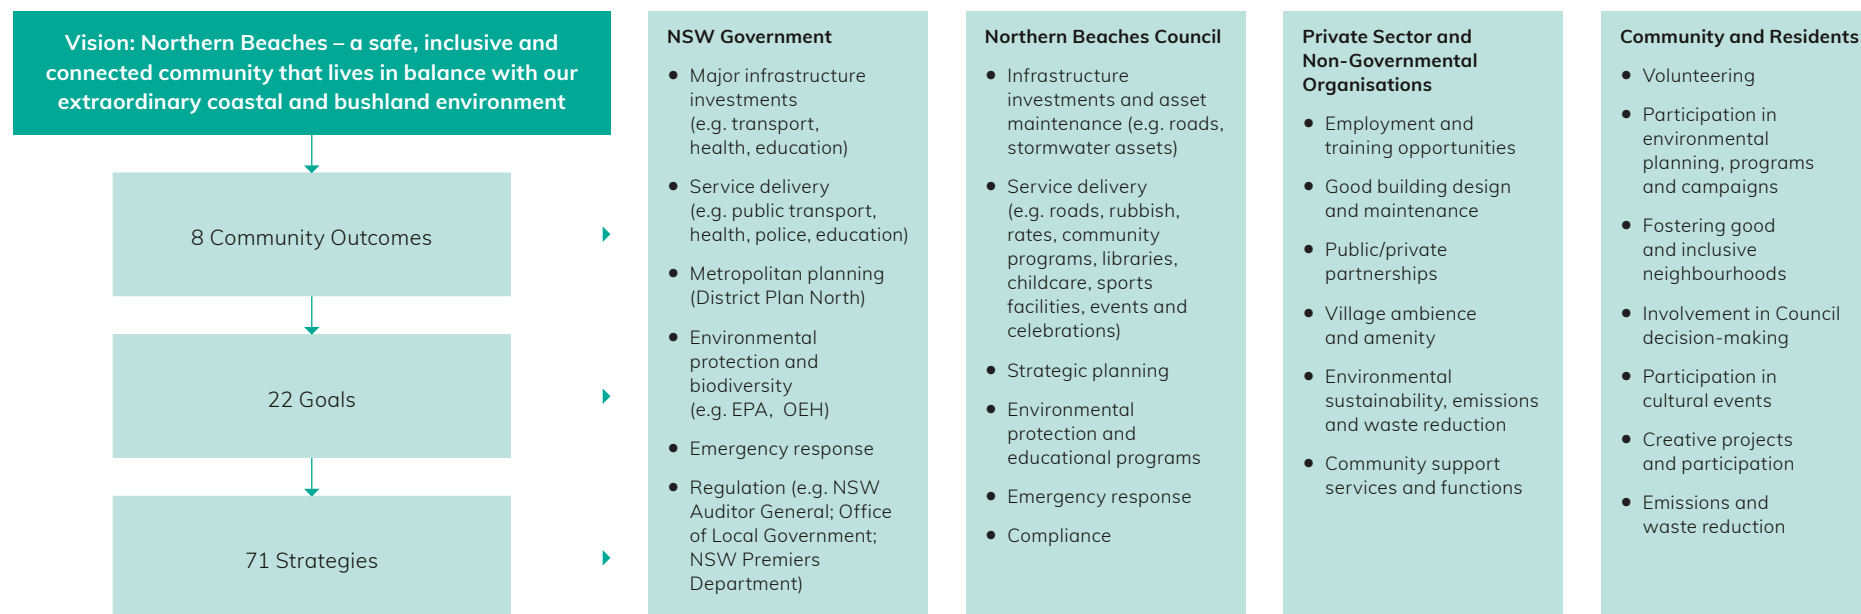 Vision: Northern Beaches – a safe, inclusive and
connected community that lives in balance with our
extraordinary coastal and bushland environment
8 Community Outcomes
22 Goals
71 Strategies
NSW Government
● Major infrastructure
investments
(e.g. transport,
health, education)
● Service delivery
(e.g. public transport,
health, police, education)
● Metropolitan planning
(District Plan North)
● Environmental
protection and
biodiversity
(e.g. EPA, OEH)
● Emergency response
● Regulation (e.g. NSW
Auditor General; Office
of Local Government;
NSW Premiers
Department)
Northern Beaches Council
● Infrastructure
investments and asset
maintenance (e.g. roads,
stormwater assets)
● Service delivery
(e.g. roads, rubbish,
rates, community
programs, libraries,
childcare, sports
facilities, events and
celebrations)
● Strategic planning
● Environmental
protection and
educational programs
● Emergency response
● Compliance
Private Sector and
Non-Governmental
Organisations
● Employment and
training opportunities
● Good building design
and maintenance
● Public/private
partnerships
● Village ambience
and amenity
● Environmental
sustainability, emissions
and waste reduction
● Community support
services and functions
Community and Residents
● Volunteering
● Participation in
environmental
planning, programs
and campaigns
● Fostering good
and inclusive
neighbourhoods
● Involvement in Council
decision-making
● Participation in
cultural events
● Creative projects
and participation
● Emissions and
waste reduction